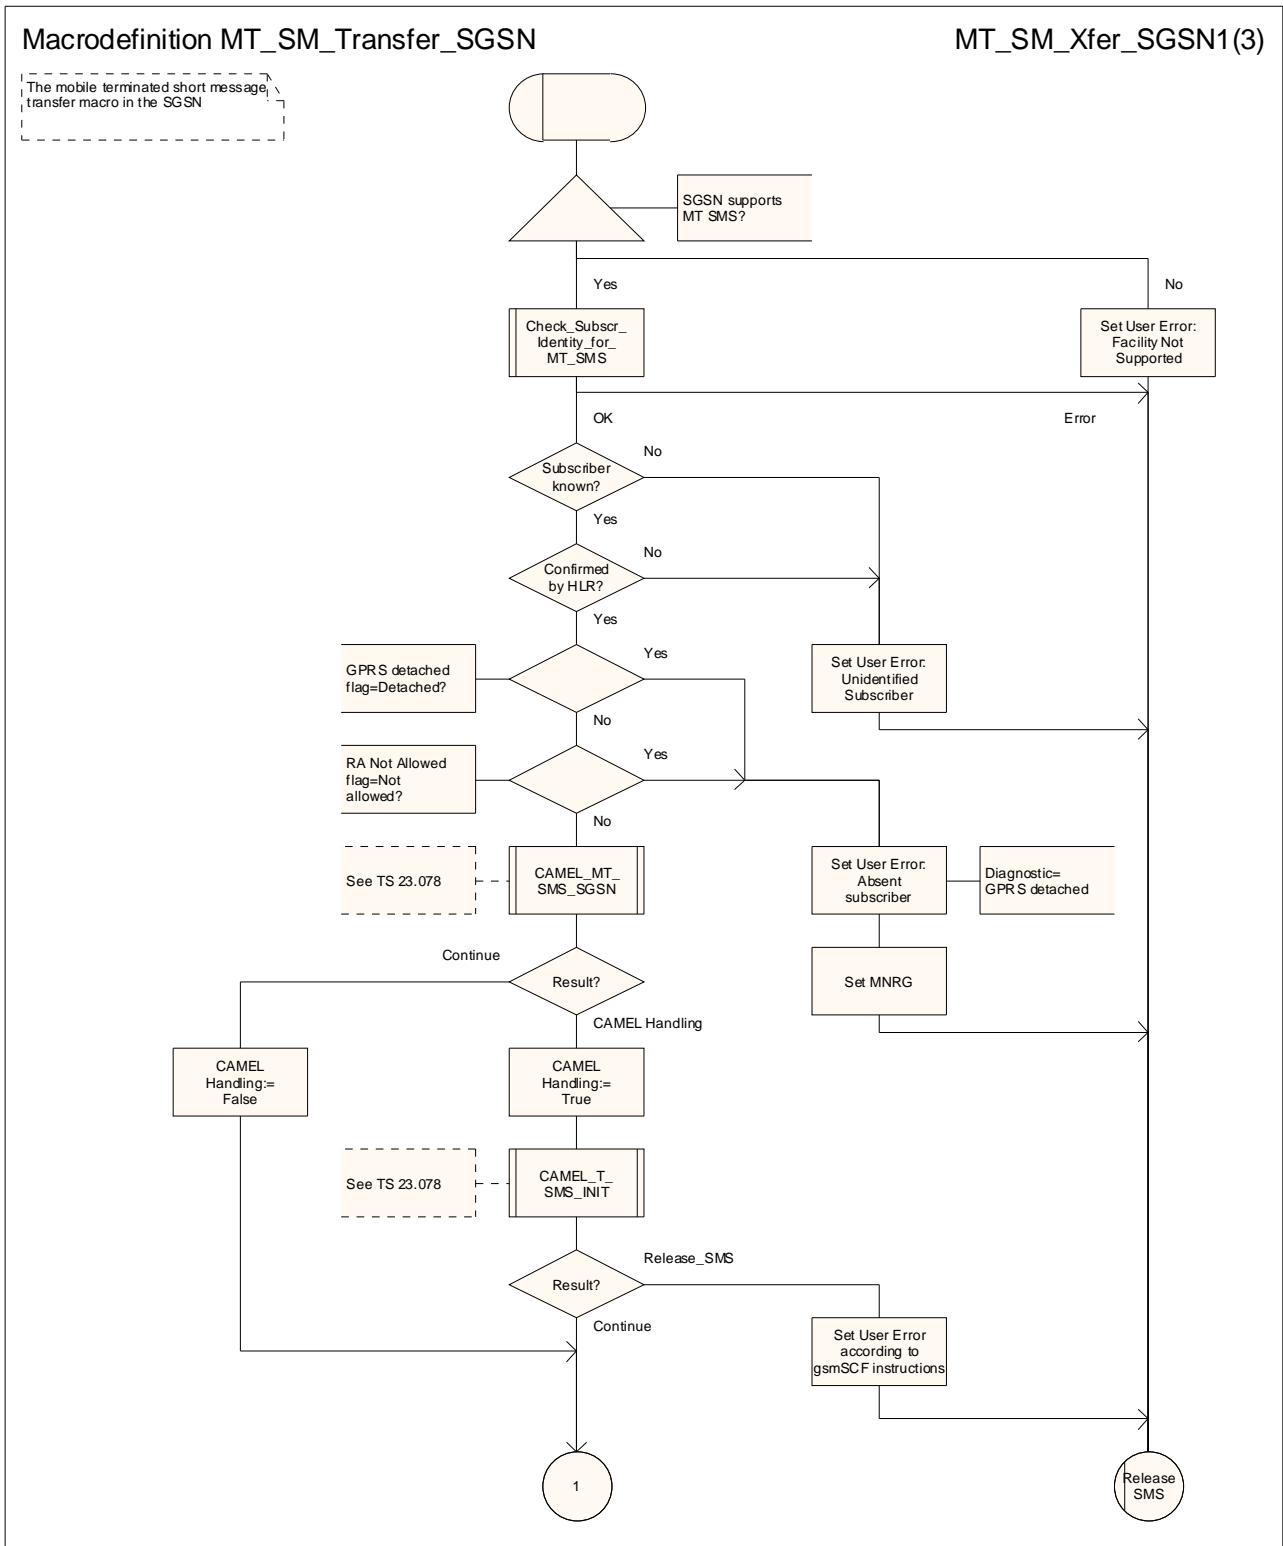 Macrodefinition MT_SM_Transfer_SGSN
MT_SM_Xfer_SGSN1(3)
The mobile terminated short message
transfer macro in the SGSN
SGSN supports
MT SMS?
Yes
No
Check_Subscr_
Identity_for_
MT_SMS
Set User Error:
Facility Not
Supported
OK
Error
Subscriber
known?
No
Yes
Confirmed
by HLR?
No
Yes
GPRS detached
flag=Detached?
Yes
Set User Error:
Unidentified
Subscriber
No
RA Not Allowed
flag=Not
allowed?
Yes
No
See TS 23.078
CAMEL_MT_
SMS_SGSN
Set User Error:
Absent
subscriber
Diagnostic=
GPRS detached
Continue
Result?
Set MNRG
CAMEL Handling
CAMEL
Handling:=
False
CAMEL
Handling:=
True
See TS 23.078
CAMEL_T_
SMS_INIT
Result?
Release_SMS
Continue
Set User Error
according to
gsmSCF instructions
1
Release
SMS